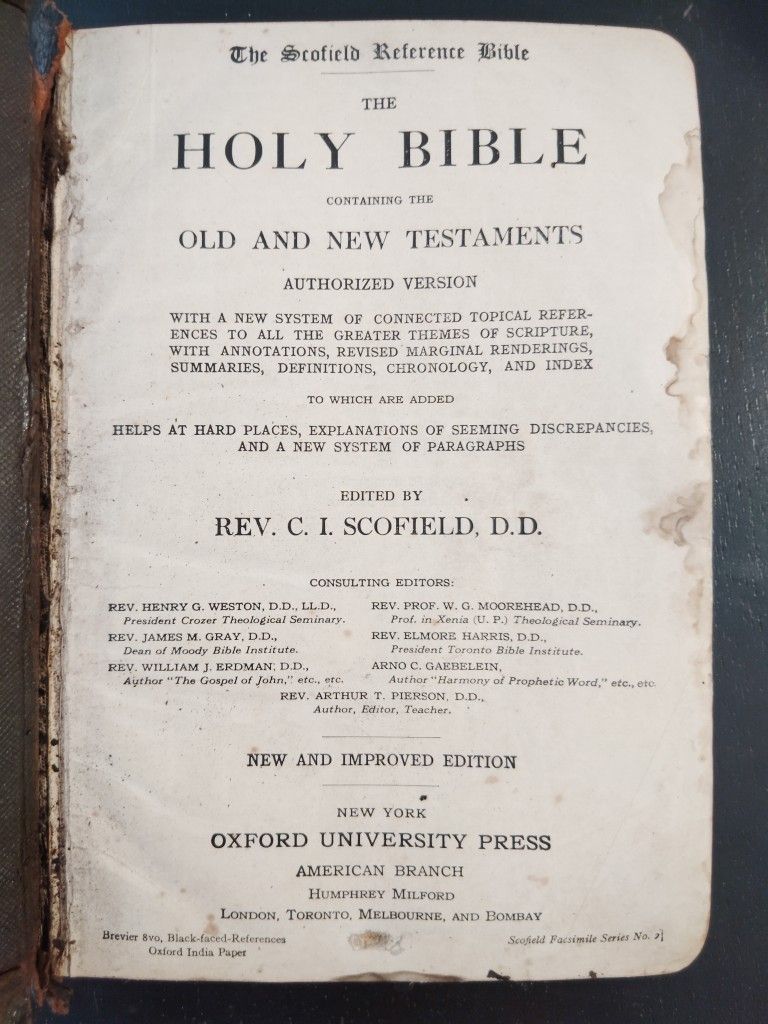 The Scofield Reference Bible
THE
HOLY BIBLE
CONTAINING THE
OLD AND NEW TESTAMENTS
AUTHORIZED VERSION
WITH A NEW SYSTEM OF CONNECTED TOPICAL REFER-
ENCES TO ALL THE GREATER THEMES OF SCRIPTURE,
WITH ANNOTATIONS, REVISED MARGINAL RENDERINGS,
SUMMARIES, DEFINITIONS, CHRONOLOGY, AND INDEX
TO WHICH ARE ADDED
HELPS AT HARD PLACES, EXPLANATIONS OF SEEMING DISCREPANCIES,
AND A NEW SYSTEM OF PARAGRAPHS
EDITED BY
REV. C. I. SCOFIELD, D.D.
CONSULTING EDITORS:
REV. HENRY G. WESTON, D.D., LL.D.,
President Crozer Theological Seminary.
REV. JAMES M. GRAY, D.D.,
Dean of Moody Bible Institute.
REV. WILLIAM J. ERDMAN, D.D.,
Author "The Gospel of John," etc., etc.
REV. PROF. W. G. MOOREHEAD, D.D.,
Prof. in Xenia (U. P.) Theological Seminary.
REV. ELMORE HARRIS, D.D.,
President Toronto Bible Institute.
ARNO C. GAEBELEIN,
Author "Harmony of Prophetic Word," etc., etc.
REV. ARTHUR T. PIERSON, D.D.,
Author, Editor, Teacher.
NEW AND IMPROVED EDITION
NEW YORK
OXFORD UNIVERSITY PRESS
AMERICAN BRANCH
HUMPHREY MILFORD
LONDON, TORONTO, MELBOURNE, AND BOMBAY
Brevier 8vo, Black-faced-References
Oxford India Paper
Scofield Facsimile Series No.